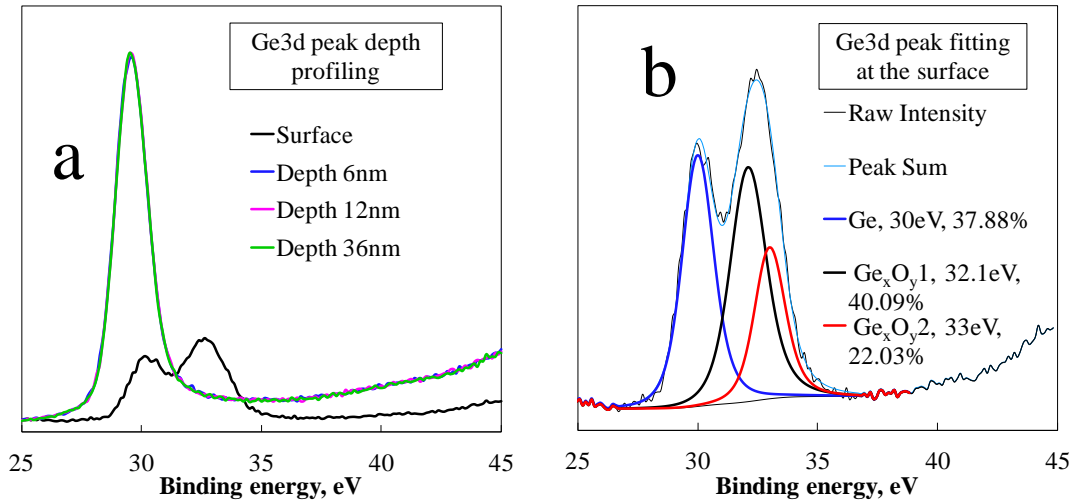 Ge3d peak depth
profiling
a
Surface
Depth 6nm
Depth 12nm
Depth 36nm
25 30 35 40 45
Binding energy, eV
Ge3d peak fitting
at the surface
b
Raw Intensity
Peak Sum
Ge, 30eV, 37.88%
GeₓOᵧ1, 32.1eV,
40.09%
GeₓOᵧ2, 33eV,
22.03%
25 30 35 40 45
Binding energy, eV